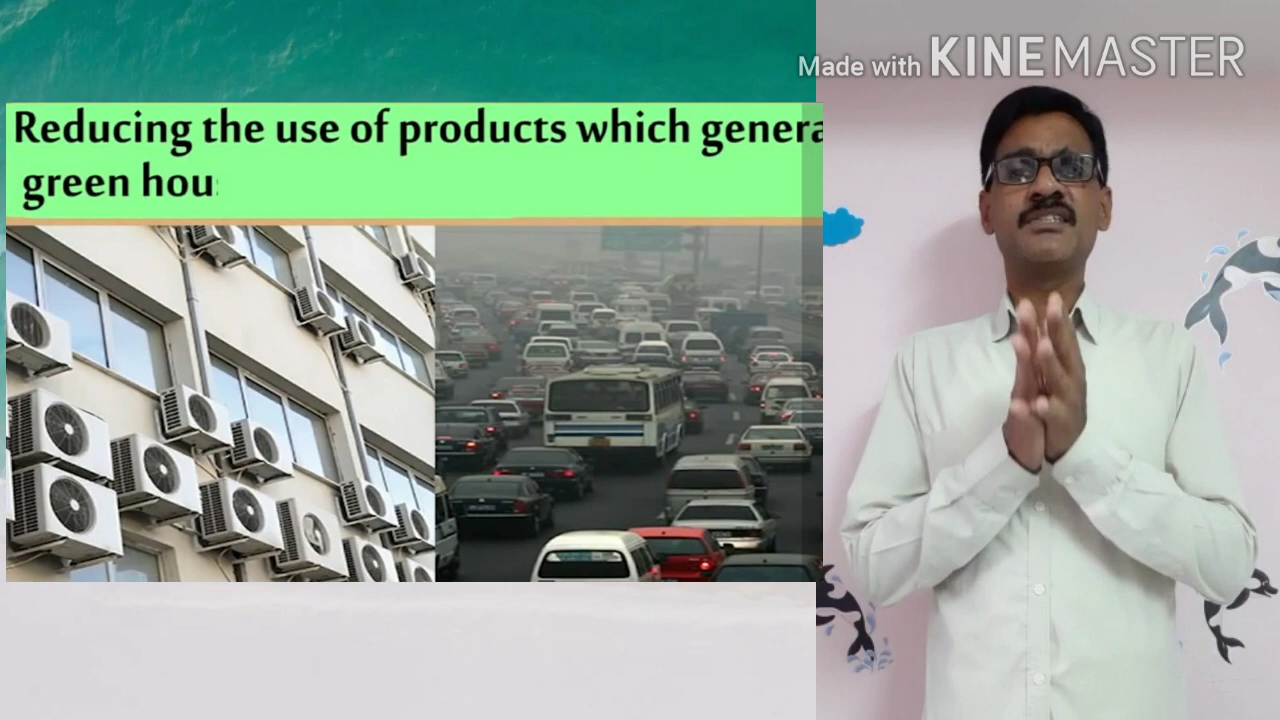 Made with KINEMASTER
Reducing the use of products which genera
green hou